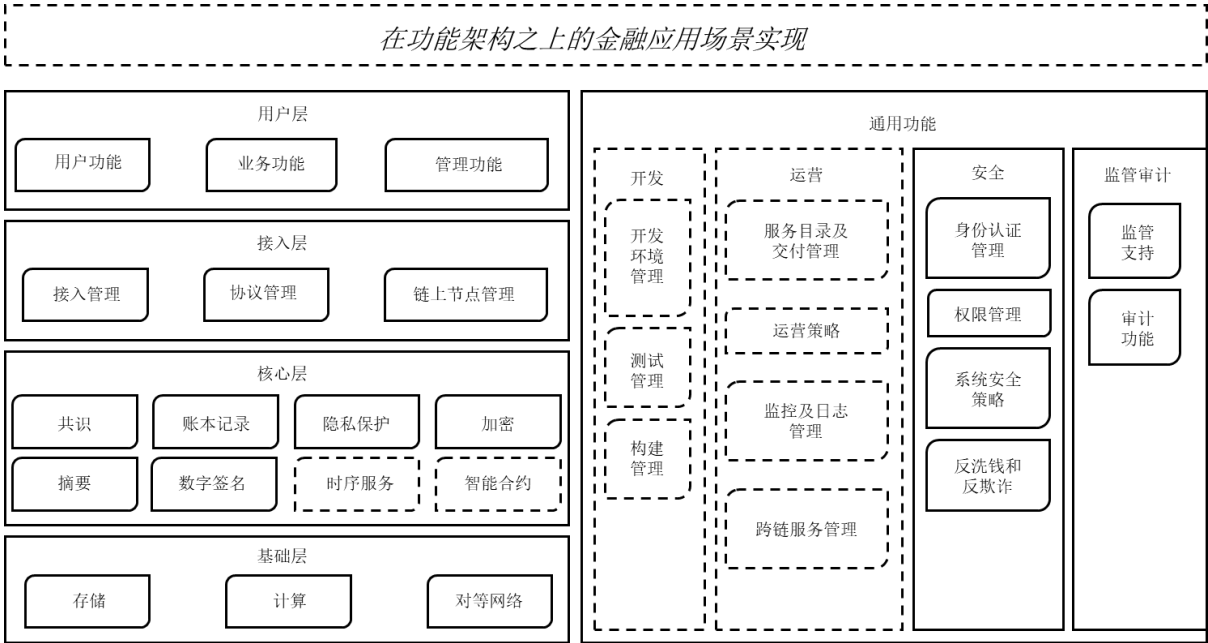 在功能架构之上的金融应用场景实现
用户层
用户功能
业务功能
管理功能
接入层
接入管理
协议管理
链上节点管理
核心层
共识
账本记录
隐私保护
加密
摘要
数字签名
时序服务
智能合约
基础层
存储
计算
对等网络
通用功能
开发
开发
环境
管理
测试
管理
构建
管理
运营
服务目录及
交付管理
运营策略
监控及日志
管理
跨链服务管理
安全
身份认证
管理
权限管理
系统安全
策略
反洗钱和
反欺诈
监管审计
监管
支持
审计
功能